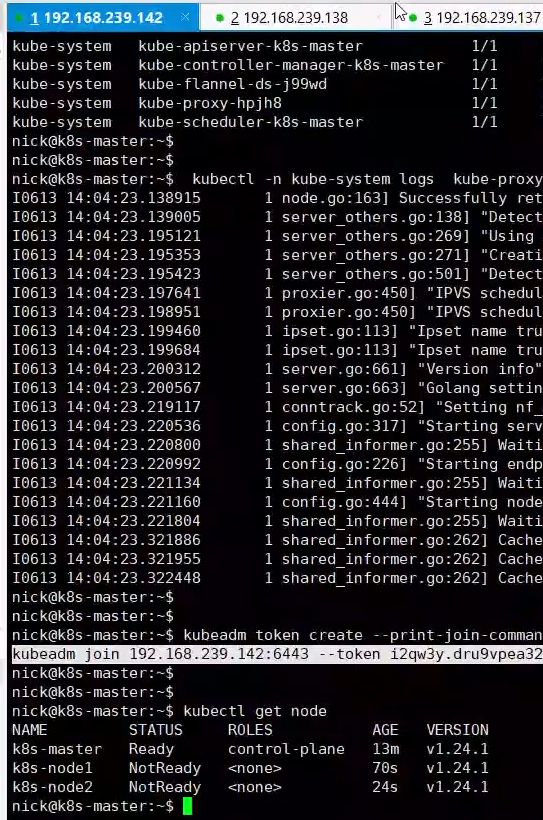 1 192.168.239.142 × 2 192.168.239.138 3 192.168.239.137
kube-system kube-apiserver-k8s-master 1/1
kube-system kube-controller-manager-k8s-master 1/1
kube-system kube-flannel-ds-j99wd 1/1
kube-system kube-proxy-hpjh8 1/1
kube-system kube-scheduler-k8s-master 1/1
nick@k8s-master:~$
nick@k8s-master:~$
nick@k8s-master:~$ kubectl -n kube-system logs kube-proxy
I0613 14:04:23.138915 1 node.go:163] Successfully ret
I0613 14:04:23.139005 1 server_others.go:138] "Detect
I0613 14:04:23.195121 1 server_others.go:269] "Using
I0613 14:04:23.195353 1 server_others.go:271] "Creati
I0613 14:04:23.195423 1 server_others.go:501] "Detect
I0613 14:04:23.197641 1 proxier.go:450] "IPVS schedul
I0613 14:04:23.198951 1 proxier.go:450] "IPVS schedul
I0613 14:04:23.199460 1 ipset.go:113] "Ipset name tru
I0613 14:04:23.199684 1 ipset.go:113] "Ipset name tru
I0613 14:04:23.200312 1 server.go:661] "Version info"
I0613 14:04:23.200567 1 server.go:663] "Golang settin
I0613 14:04:23.219117 1 conntrack.go:52] "Setting nf_
I0613 14:04:23.220536 1 config.go:317] "Starting serv
I0613 14:04:23.220800 1 shared_informer.go:255] Waiti
I0613 14:04:23.220992 1 config.go:226] "Starting endp
I0613 14:04:23.221134 1 shared_informer.go:255] Waiti
I0613 14:04:23.221160 1 config.go:444] "Starting node
I0613 14:04:23.221804 1 shared_informer.go:255] Waiti
I0613 14:04:23.321886 1 shared_informer.go:262] Cache
I0613 14:04:23.321955 1 shared_informer.go:262] Cache
I0613 14:04:23.322448 1 shared_informer.go:262] Cache
nick@k8s-master:~$
nick@k8s-master:~$
nick@k8s-master:~$ kubeadm token create --print-join-comman
kubeadm join 192.168.239.142:6443 --token i2qw3y.dru9vpea32
nick@k8s-master:~$
nick@k8s-master:~$
nick@k8s-master:~$ kubectl get node
NAME STATUS ROLES AGE VERSION
k8s-master Ready control-plane 13m v1.24.1
k8s-node1 NotReady <none> 70s v1.24.1
k8s-node2 NotReady <none> 24s v1.24.1
nick@k8s-master:~$